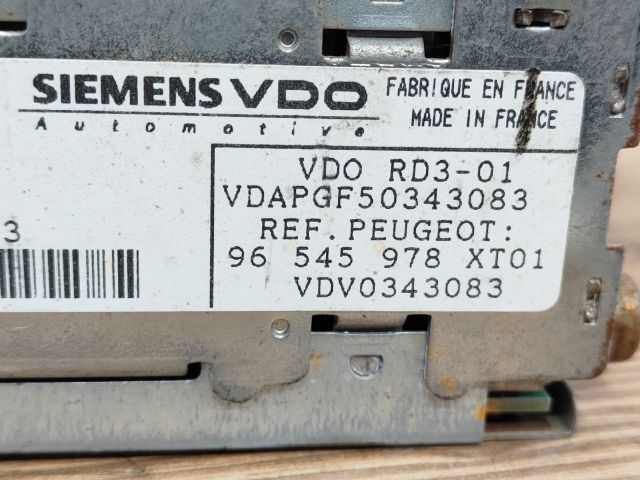 SIEMENS VDO
Automotive
FABRIQUE EN FRANCE
MADE IN FRANCE
VDO RD3-01
VDAPGF50343083
REF. PEUGEOT:
96 545 978 XT01
VDV0343083
3